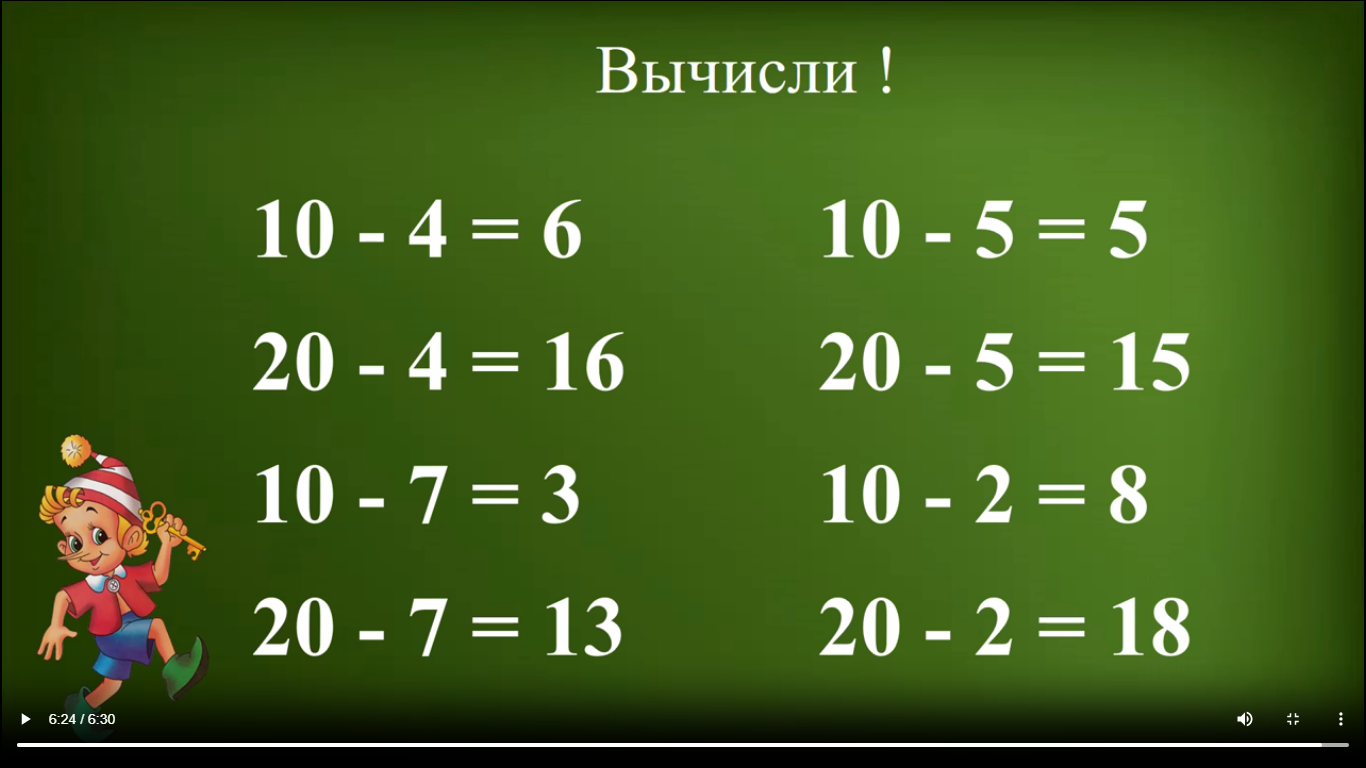 Вычисли !
10 - 4 = 6
20 - 4 = 16
10 - 7 = 3
20 - 7 = 13
10 - 5 = 5
20 - 5 = 15
10 - 2 = 8
20 - 2 = 18
6:24 / 6:30